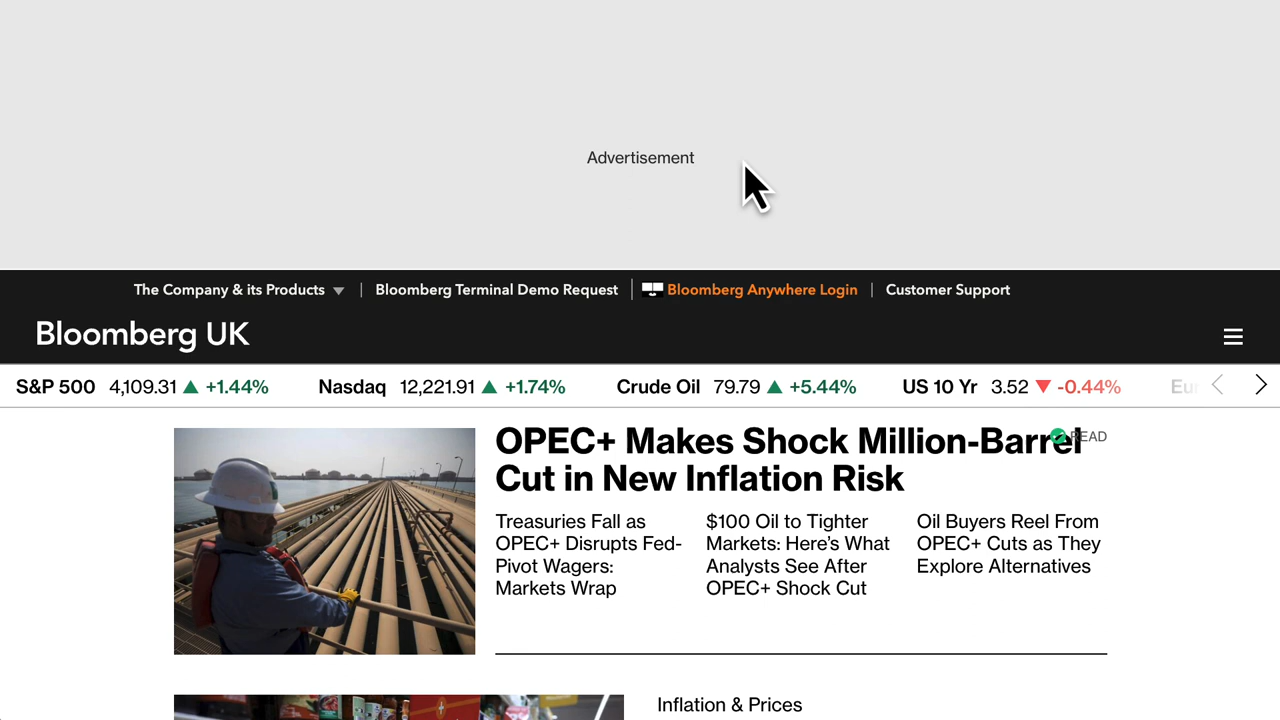 Advertisement
The Company & its Products
Bloomberg Terminal Demo Request
Bloomberg Anywhere Login
Customer Support
Bloomberg UK
S&P 500 4,109.31 ▲ +1.44%
Nasdaq 12,221.91 ▲ +1.74%
Crude Oil 79.79 ▲ +5.44%
US 10 Yr 3.52 ▼ -0.44%
OPEC+ Makes Shock Million-Barrel
Cut in New Inflation Risk
READ
Treasuries Fall as
OPEC+ Disrupts Fed-
Pivot Wagers:
Markets Wrap
$100 Oil to Tighter
Markets: Here's What
Analysts See After
OPEC+ Shock Cut
Oil Buyers Reel From
OPEC+ Cuts as They
Explore Alternatives
Inflation & Prices